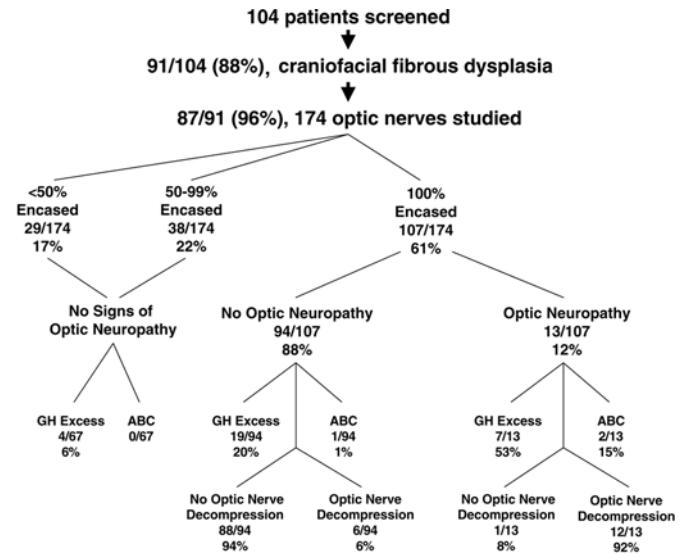 104 patients screened
91/104 (88%), craniofacial fibrous dysplasia
87/91 (96%), 174 optic nerves studied
<50%
Encased
29/174
17%
50-99%
Encased
38/174
22%
100%
Encased
107/174
61%
No Signs of
Optic Neuropathy
No Optic Neuropathy
94/107
88%
Optic Neuropathy
13/107
12%
GH Excess
4/67
6%
ABC
0/67
GH Excess
19/94
20%
ABC
1/94
1%
GH Excess
7/13
53%
ABC
2/13
15%
No Optic Nerve
Decompression
88/94
94%
Optic Nerve
Decompression
6/94
6%
No Optic Nerve
Decompression
1/13
8%
Optic Nerve
Decompression
12/13
92%